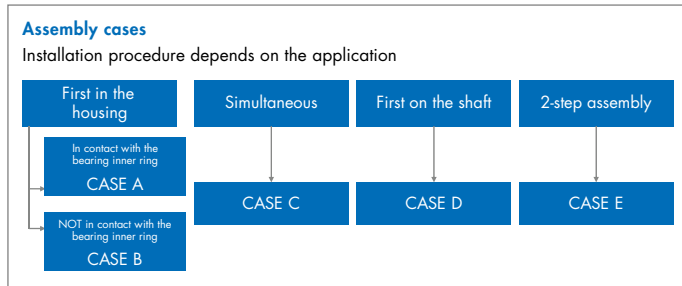 Assembly cases
Installation procedure depends on the application
First in the
housing
Simultaneous
First on the shaft
2-step assembly
In contact with the
bearing inner ring
CASE A
NOT in contact with the
bearing inner ring
CASE B
CASE C
CASE D
CASE E